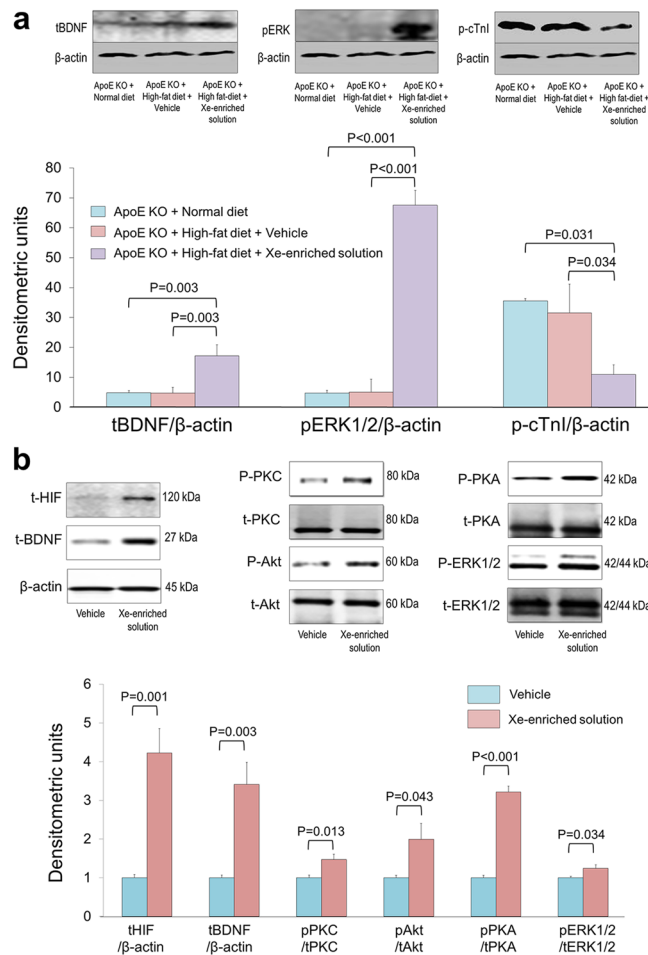 a
tBDNF
β-actin
ApoE KO +
Normal diet
ApoE KO +
High-fat diet +
Vehicle
ApoE KO +
High-fat diet +
Xe-enriched
solution
pERK
β-actin
ApoE KO +
Normal diet
ApoE KO +
High-fat diet +
Vehicle
ApoE KO +
High-fat diet +
Xe-enriched
solution
p-cTnI
β-actin
ApoE KO +
Normal diet
ApoE KO +
High-fat diet +
Vehicle
ApoE KO +
High-fat diet +
Xe-enriched
solution
Densitometric units
80
70
60
50
40
30
20
10
0
ApoE KO + Normal diet
ApoE KO + High-fat diet + Vehicle
ApoE KO + High-fat diet + Xe-enriched solution
P=0.003
P=0.003
P<0.001
P<0.001
P=0.031
P=0.034
tBDNF/β-actin
pERK1/2/β-actin
p-cTnI/β-actin
b
t-HIF
120 kDa
t-BDNF
27 kDa
β-actin
45 kDa
Vehicle
Xe-enriched
solution
P-PKC
80 kDa
t-PKC
80 kDa
P-Akt
60 kDa
t-Akt
60 kDa
Vehicle
Xe-enriched
solution
P-PKA
42 kDa
t-PKA
42 kDa
P-ERK1/2
42/44 kDa
t-ERK1/2
42/44 kDa
Vehicle
Xe-enriched
solution
Densitometric units
6
5
4
3
2
1
0
Vehicle
Xe-enriched solution
P=0.001
P=0.003
P=0.013
P=0.043
P<0.001
P=0.034
tHIF
/β-actin
tBDNF
/β-actin
pPKC
/tPKC
pAkt
/tAkt
pPKA
/tPKA
pERK1/2
/tERK1/2